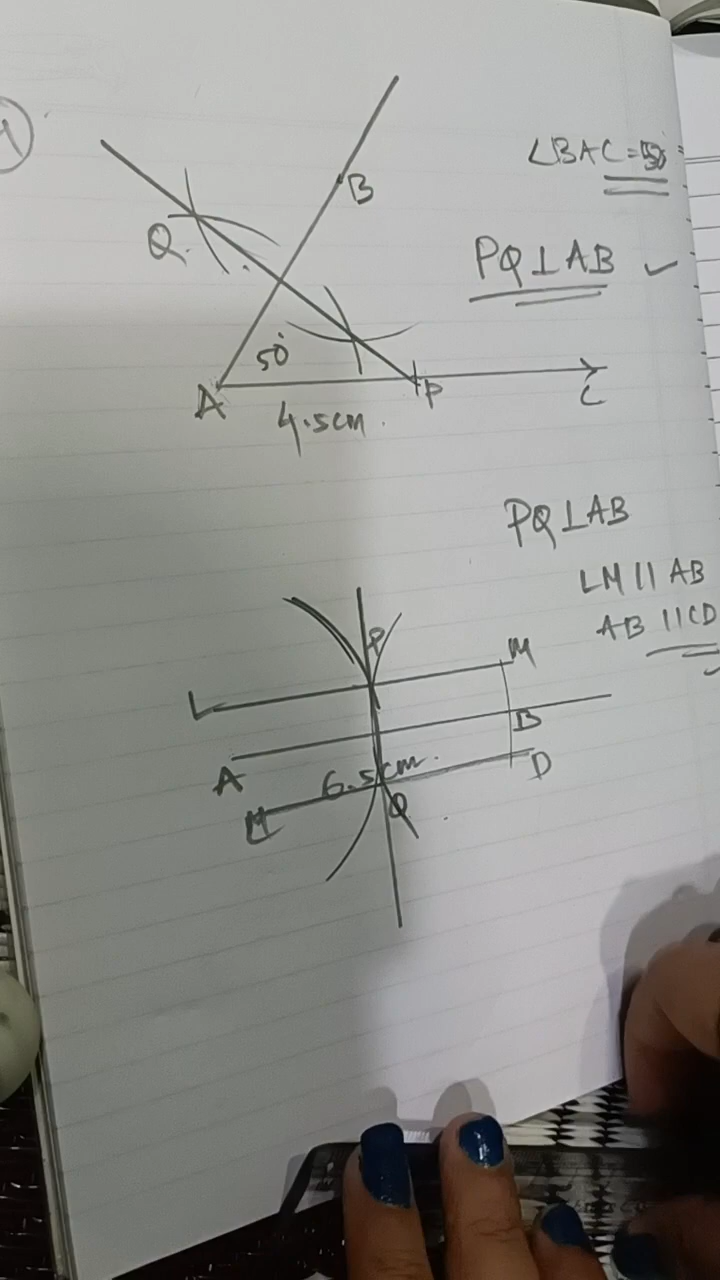 ∠BAC=50°
B
Q.
PQ⊥AB ✓
50°
A
P
C
4.5cm.
PQ⊥AB
LM || AB
AB || CD
P
M
L
B
A
6.5cm.
D
Q